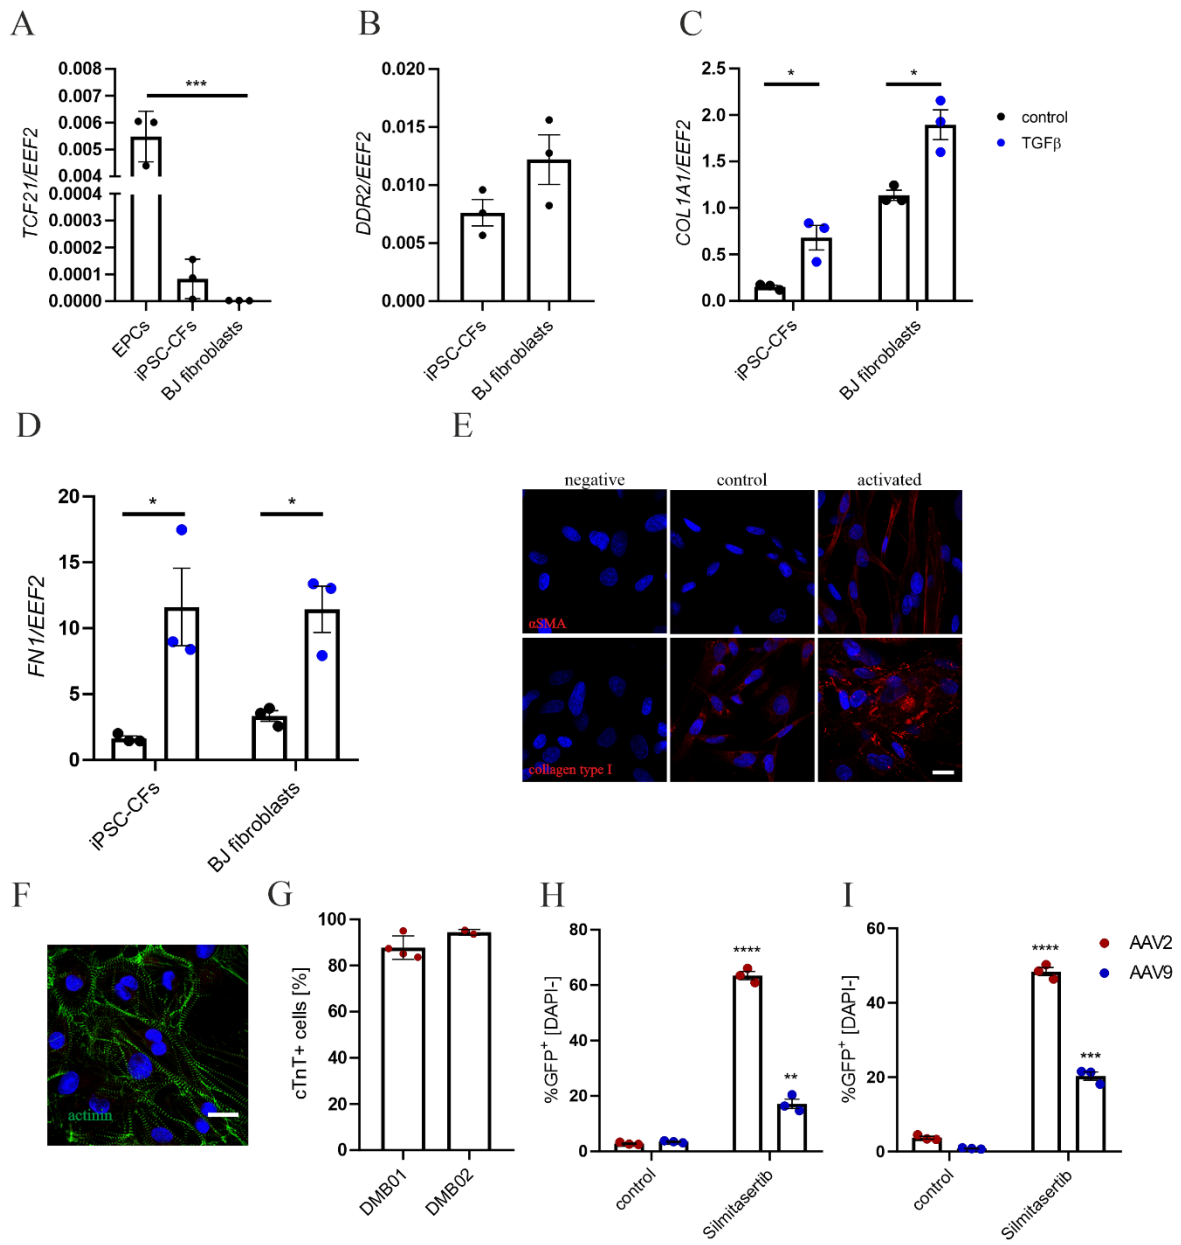 A
TCF21/EEF2
0.008
0.007
0.006
0.005
0.004
0.0004
0.0003
0.0002
0.0001
0.0000
***
EPCs
iPSC-CFs
BJ fibroblasts
B
DDR2/EEF2
0.020
0.015
0.010
0.005
0.000
iPSC-CFs
BJ fibroblasts
C
COL1A1/EEF2
2.5
2.0
1.5
1.0
0.5
0.0
*
*
iPSC-CFs
BJ fibroblasts
control
TGFβ
D
FN1/EEF2
20
15
10
5
0
*
*
iPSC-CFs
BJ fibroblasts
E
negative control activated
αSMA
collagen type I
F
actinin
G
cTnT+ cells [%]
100
80
60
40
20
0
DMB01
DMB02
H
%GFP+ [DAPI-]
80
60
40
20
0
****
**
control
Silmitasertib
I
%GFP+ [DAPI-]
60
40
20
0
****
***
control
Silmitasertib
AAV2
AAV9